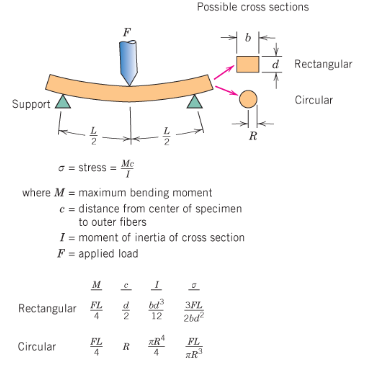 Possible cross sections
F
b
d Rectangular
Support
Circular
L/2 L/2
R
σ = stress = Mc/I
where M = maximum bending moment
c = distance from center of specimen
to outer fibers
I = moment of inertia of cross section
F = applied load
M c I σ
Rectangular FL/4 d/2 bd³/12 3FL/2bd²
Circular FL/4 R πR⁴/4 FL/πR³